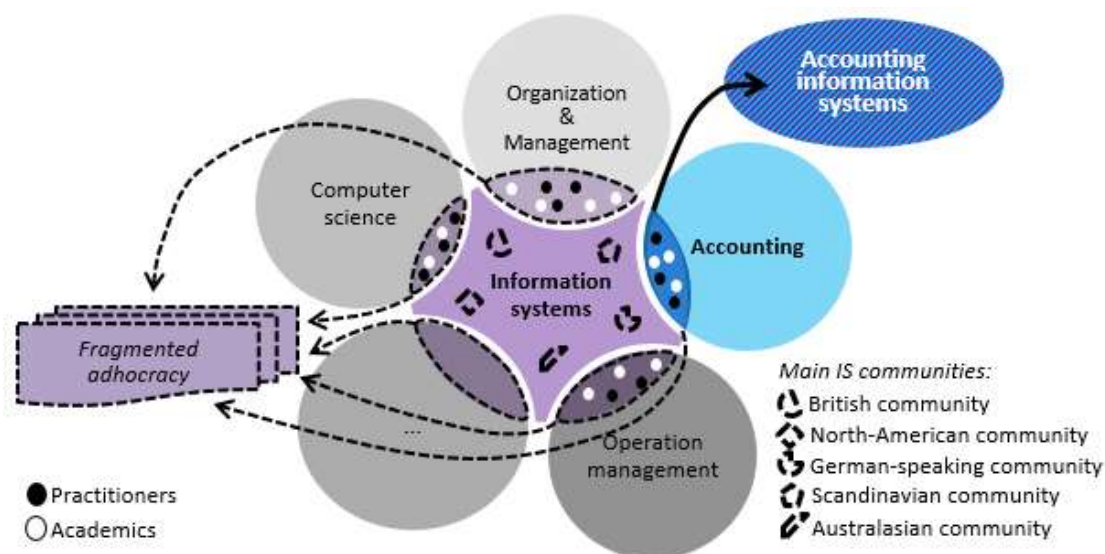 Accounting
information
systems
Organization
&
Management
Computer
science
Accounting
Information
systems
Fragmented
adhocracy
...
Operation
management
Main IS communities:
British community
North-American community
German-speaking community
Scandinavian community
Australasian community
Practitioners
Academics